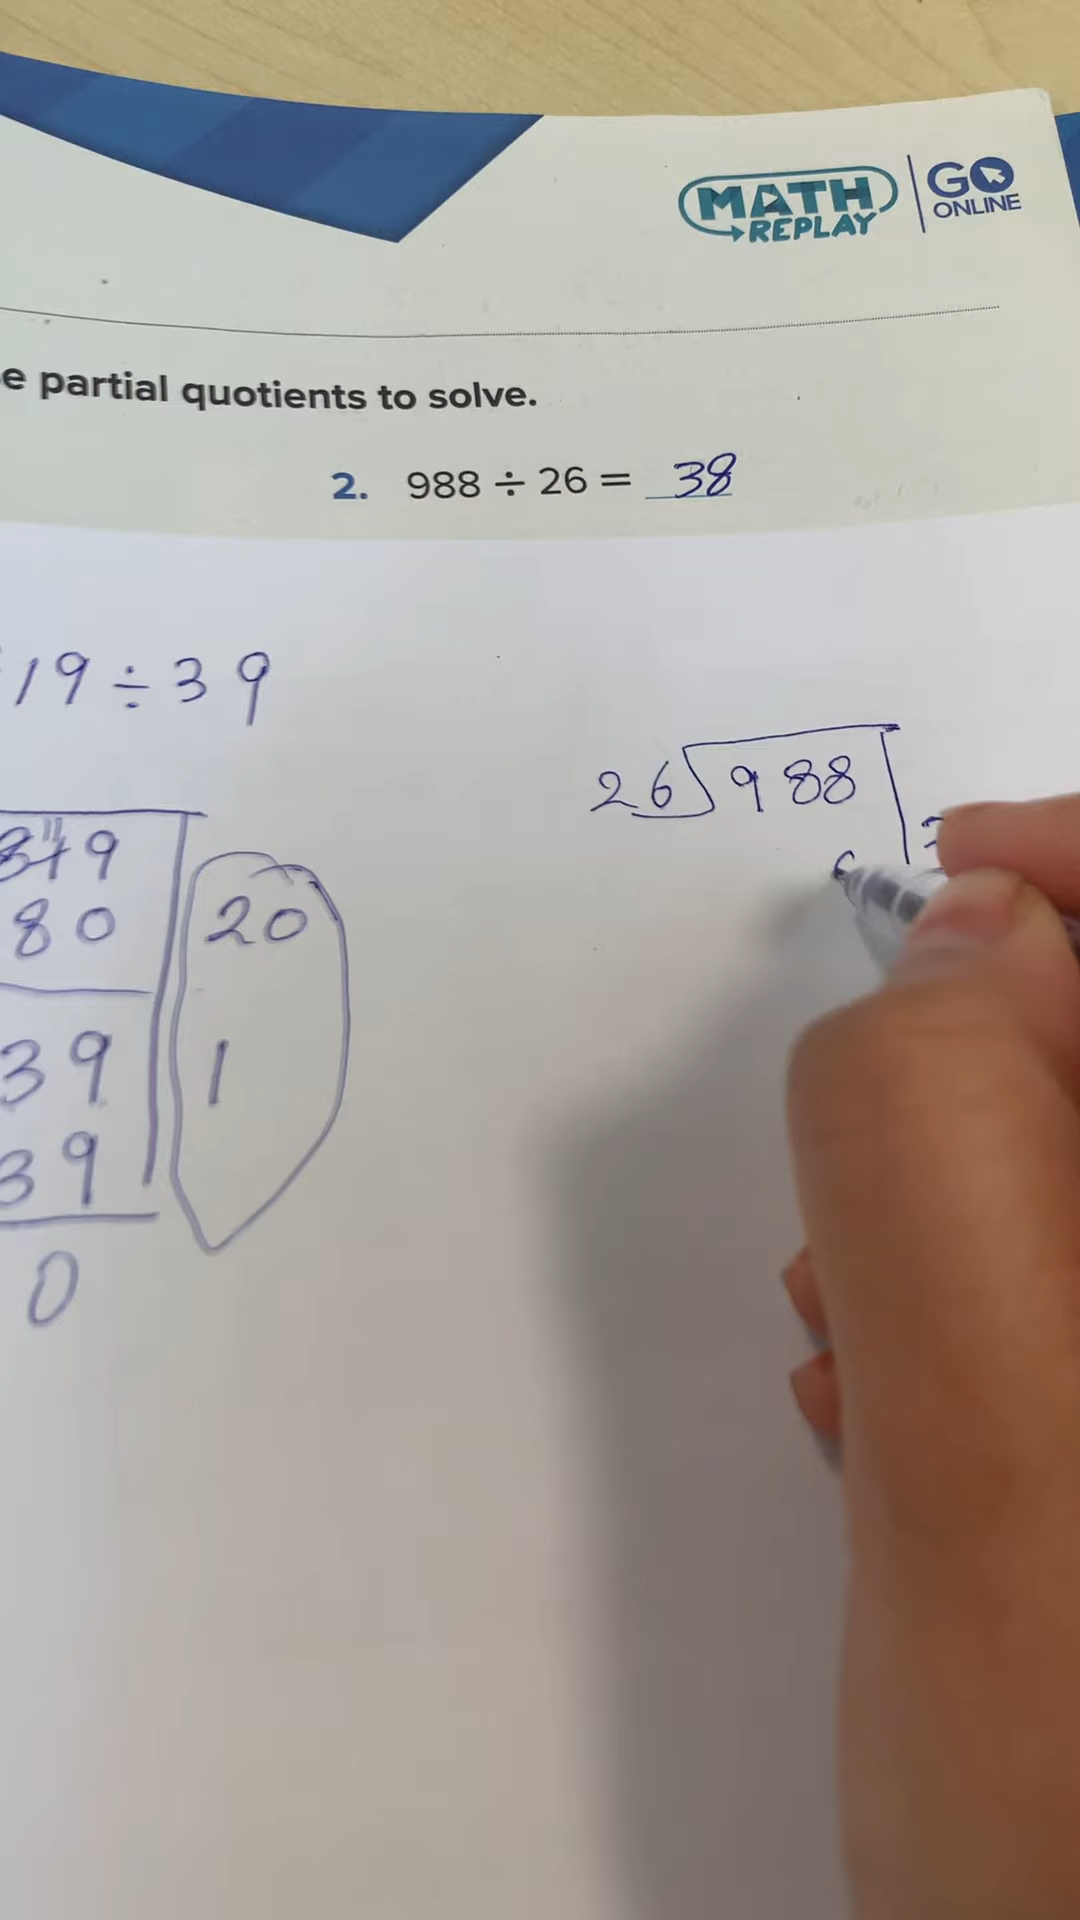 MATH REPLAY GO ONLINE
e partial quotients to solve.
2. 988 ÷ 26 = 38
19 ÷ 39
26 988
819
80 20
39 1
39
0